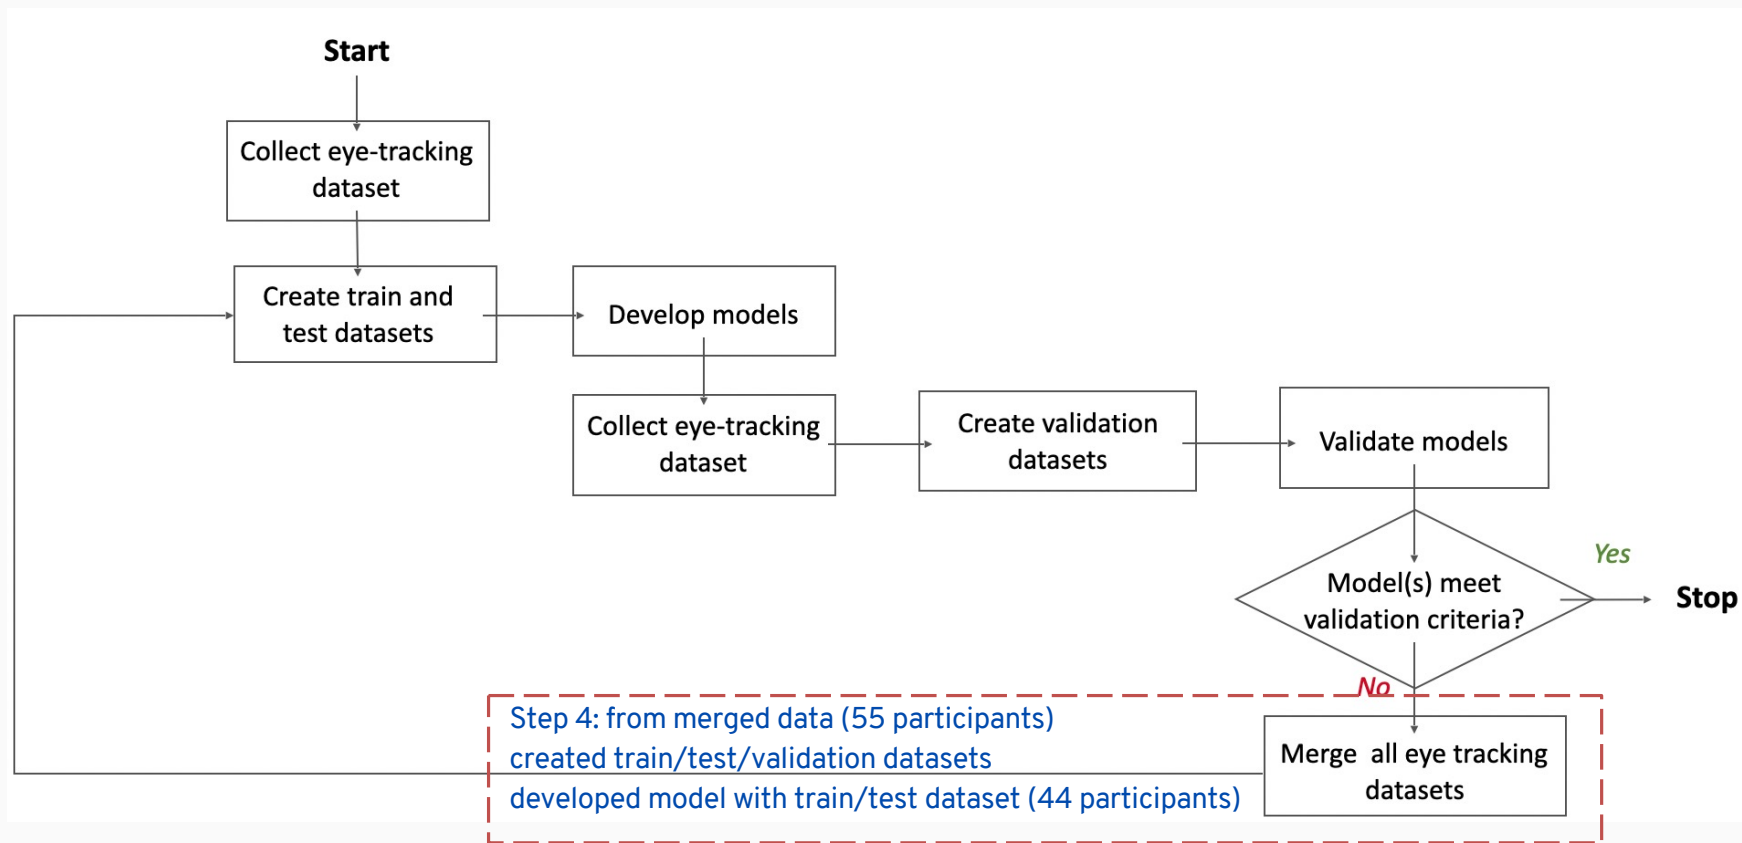 Start
Collect eye-tracking
dataset
Create train and
test datasets
Develop models
Collect eye-tracking
dataset
Create validation
datasets
Validate models
Model(s) meet
validation criteria?
Yes
Stop
No
Step 4: from merged data (55 participants)
created train/test/validation datasets
developed model with train/test dataset (44 participants)
Merge all eye tracking
datasets